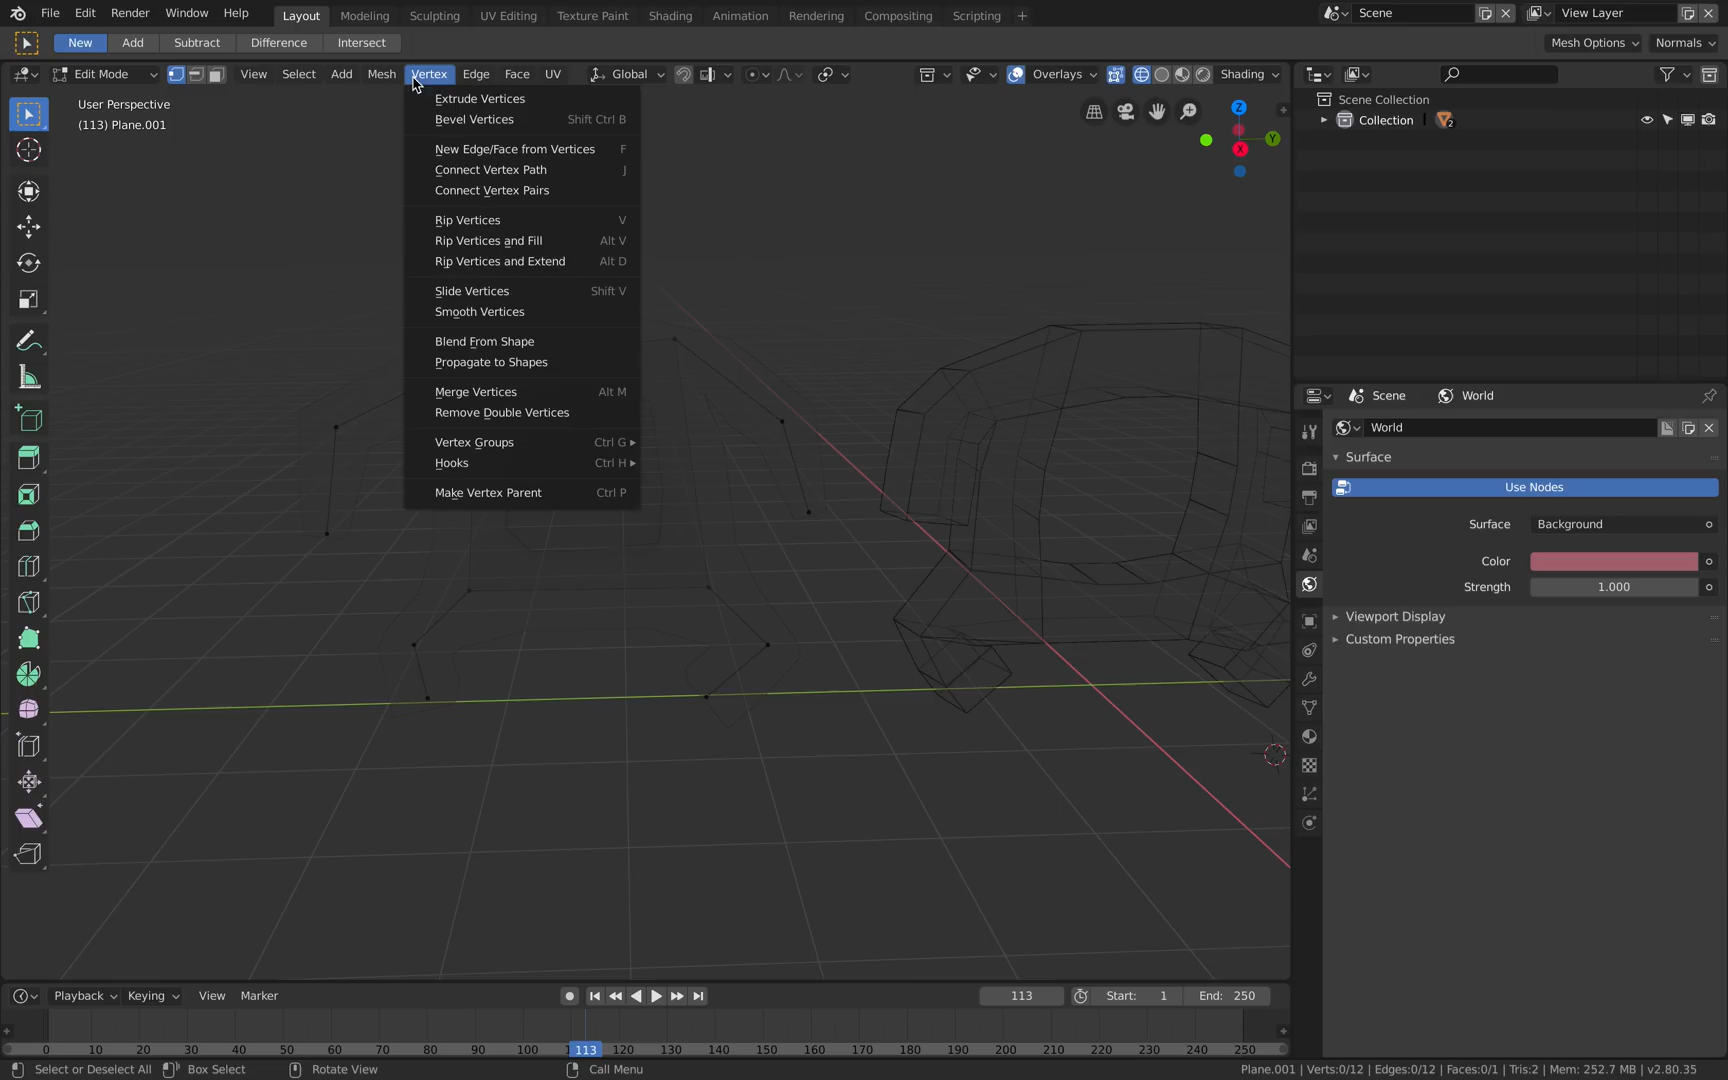 File Edit Render Window Help Layout Modeling Sculpting UV Editing Texture Paint Shading Animation Rendering Compositing Scripting + Scene View Layer
New Add Subtract Difference Intersect Mesh Options Normals
Edit Mode View Select Add Mesh Vertex Edge Face UV Global Overlays Shading
User Perspective
(113) Plane.001
Extrude Vertices
Bevel Vertices Shift Ctrl B
New Edge/Face from Vertices F
Connect Vertex Path J
Connect Vertex Pairs
Rip Vertices V
Rip Vertices and Fill Alt V
Rip Vertices and Extend Alt D
Slide Vertices Shift V
Smooth Vertices
Blend From Shape
Propagate to Shapes
Merge Vertices Alt M
Remove Double Vertices
Vertex Groups Ctrl G
Hooks Ctrl H
Make Vertex Parent Ctrl P
Z
Y
X
Scene Collection
Collection 2
Scene World
World
Surface
Use Nodes
Surface Background
Color
Strength 1.000
Viewport Display
Custom Properties
Playback Keying View Marker 113 Start: 1 End: 250
0 10 20 30 40 50 60 70 80 90 100 113 120 130 140 150 160 170 180 190 200 210 220 230 240 250
Select or Deselect All Box Select Rotate View Call Menu Plane.001 | Verts:0/12 | Edges:0/12 | Faces:0/1 | Tris:2 | Mem: 252.7 MB | v2.80.35